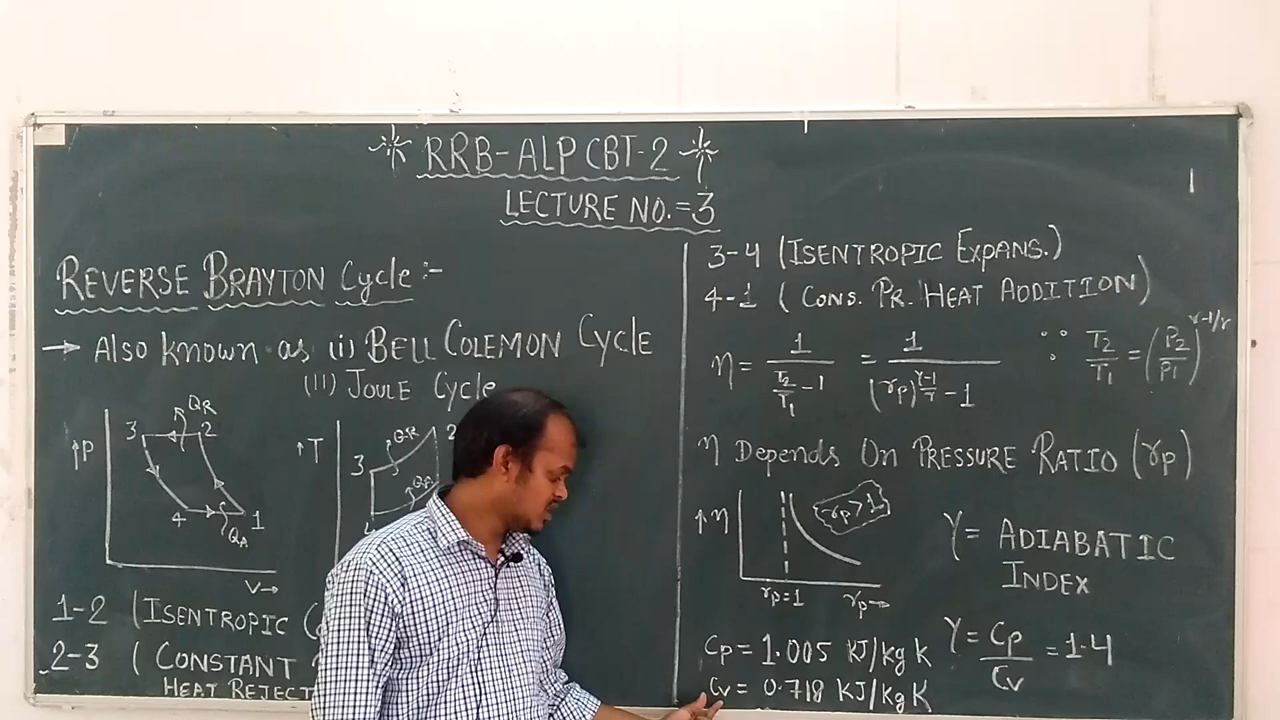 RRB-ALP CBT-2
LECTURE NO.=3
REVERSE BRAYTON Cycle:-
→ Also known as (i) BELL COLEMON Cycle
(II) JOULE Cycle
↑P
3
2
QR
4
1
QA
V→
↑T
3
2
QR
1-2 (ISENTROPIC
2-3 ( CONSTANT
HEAT REJECT
3-4 (ISENTROPIC EXPANS.)
4-1 ( CONS. PR. HEAT ADDITION)
η = 1/(T2/T1 - 1) = 1/((rp)^(γ-1/γ) - 1) ∵ T2/T1 = (P2/P1)^γ-1/γ
η Depends On PRESSURE RATIO (rp)
↑η
rp>1
rp=1
rp→
γ = ADIABATIC
INDEX
Cp = 1.005 KJ/kg k
Cv = 0.718 KJ/kg K
γ = Cp/Cv = 1.4